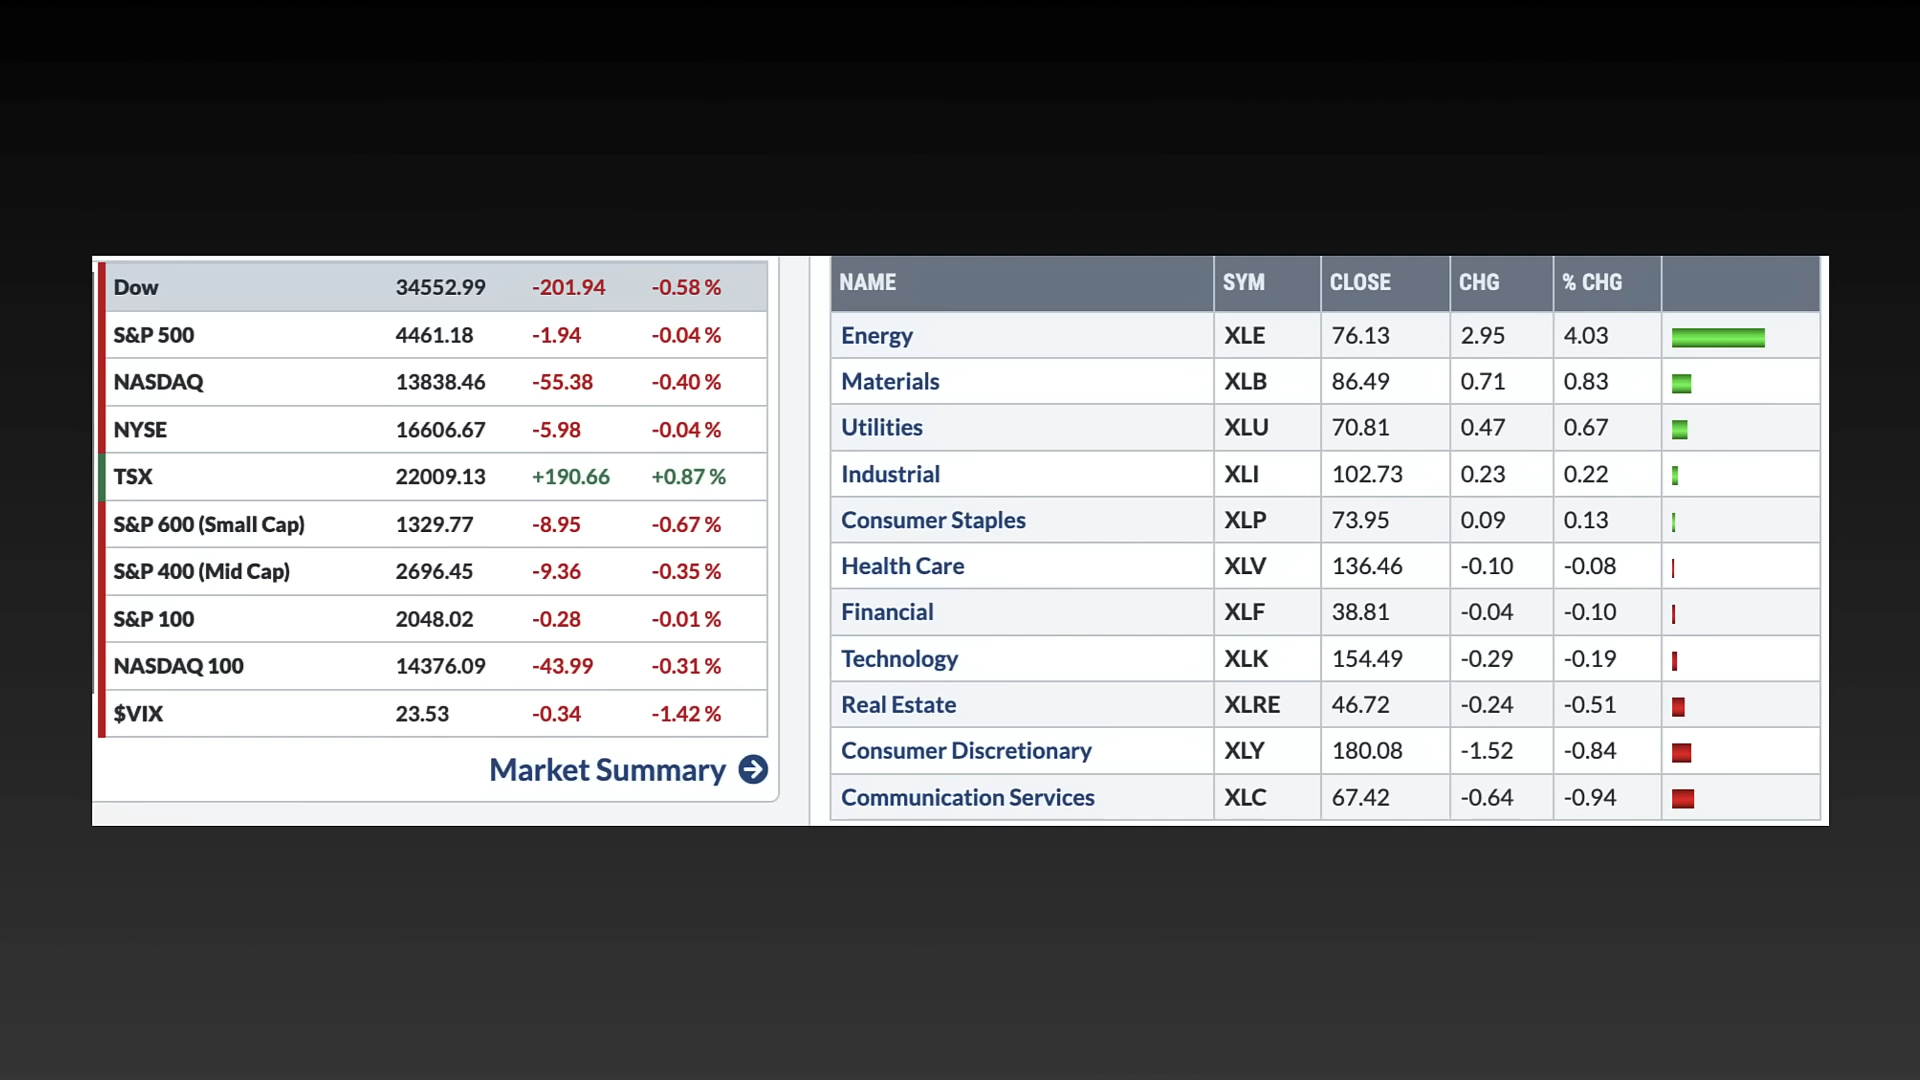 Dow 34552.99 -201.94 -0.58 %
S&P 500 4461.18 -1.94 -0.04 %
NASDAQ 13838.46 -55.38 -0.40 %
NYSE 16606.67 -5.98 -0.04 %
TSX 22009.13 +190.66 +0.87 %
S&P 600 (Small Cap) 1329.77 -8.95 -0.67 %
S&P 400 (Mid Cap) 2696.45 -9.36 -0.35 %
S&P 100 2048.02 -0.28 -0.01 %
NASDAQ 100 14376.09 -43.99 -0.31 %
$VIX 23.53 -0.34 -1.42 %
Market Summary
NAME SYM CLOSE CHG % CHG
Energy XLE 76.13 2.95 4.03
Materials XLB 86.49 0.71 0.83
Utilities XLU 70.81 0.47 0.67
Industrial XLI 102.73 0.23 0.22
Consumer Staples XLP 73.95 0.09 0.13
Health Care XLV 136.46 -0.10 -0.08
Financial XLF 38.81 -0.04 -0.10
Technology XLK 154.49 -0.29 -0.19
Real Estate XLRE 46.72 -0.24 -0.51
Consumer Discretionary XLY 180.08 -1.52 -0.84
Communication Services XLC 67.42 -0.64 -0.94